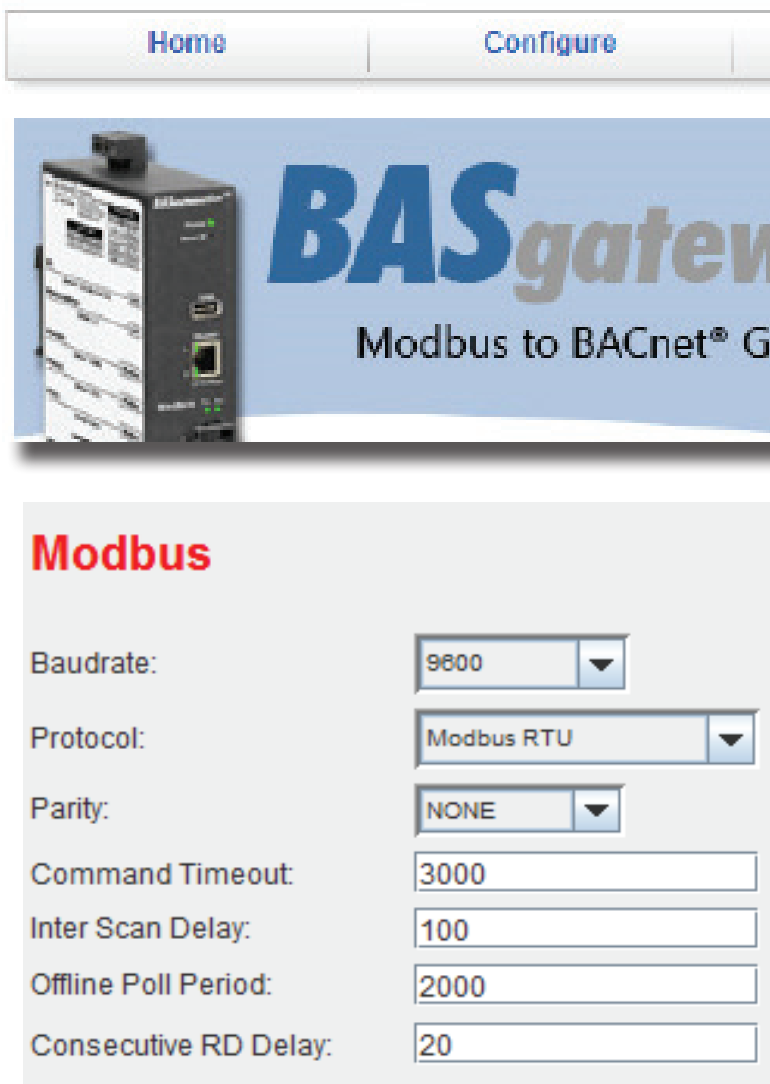 Home Configure
BASgatew
Modbus to BACnet® G
Modbus
Baudrate: 9600
Protocol: Modbus RTU
Parity: NONE
Command Timeout: 3000
Inter Scan Delay: 100
Offline Poll Period: 2000
Consecutive RD Delay: 20